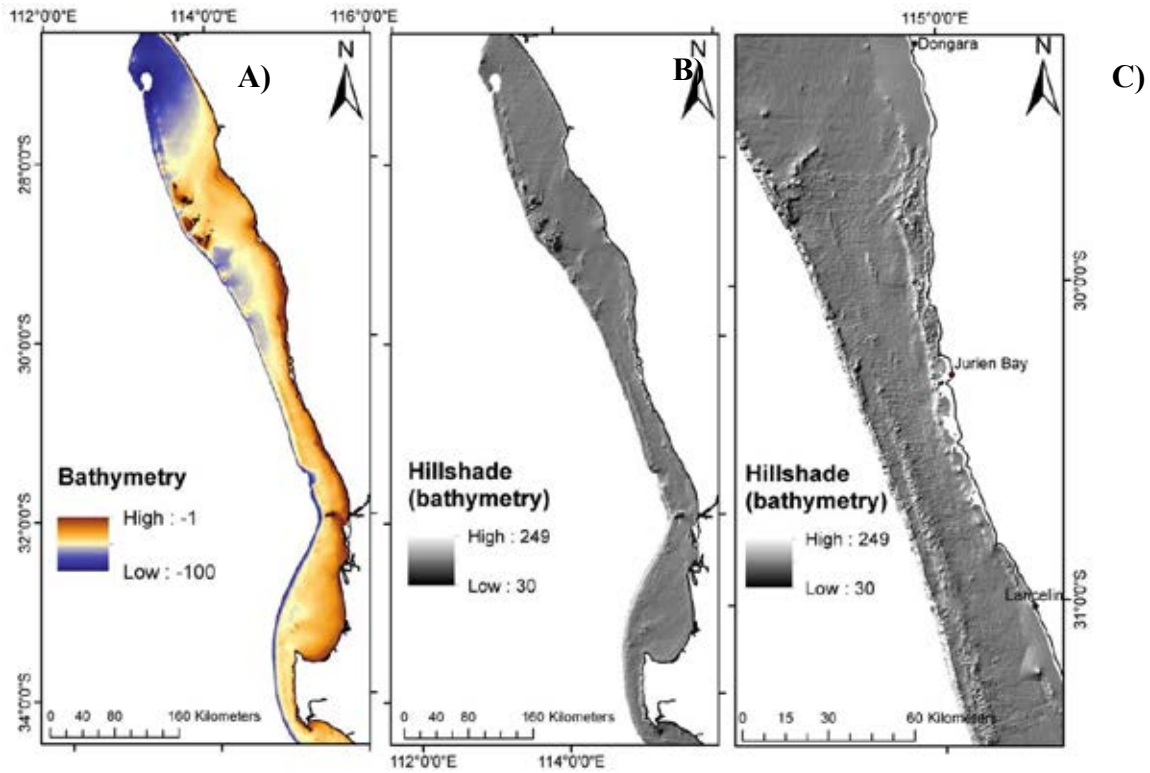 112°0'0"E
114°0'0"E
116°0'0"E
A)
N
28°0'0"S
30°0'0"S
32°0'0"S
34°0'0"S
Bathymetry
High : -1
Low : -100
0 40 80 160 Kilometers
B)
N
Hillshade
(bathymetry)
High : 249
Low : 30
0 40 80 160 Kilometers
112°0'0"E
114°0'0"E
115°0'0"E
C)
N
Dongara
30°0'0"S
Jurien Bay
Hillshade
(bathymetry)
High : 249
Low : 30
Lancelin
31°0'0"S
0 15 30 60 Kilometers